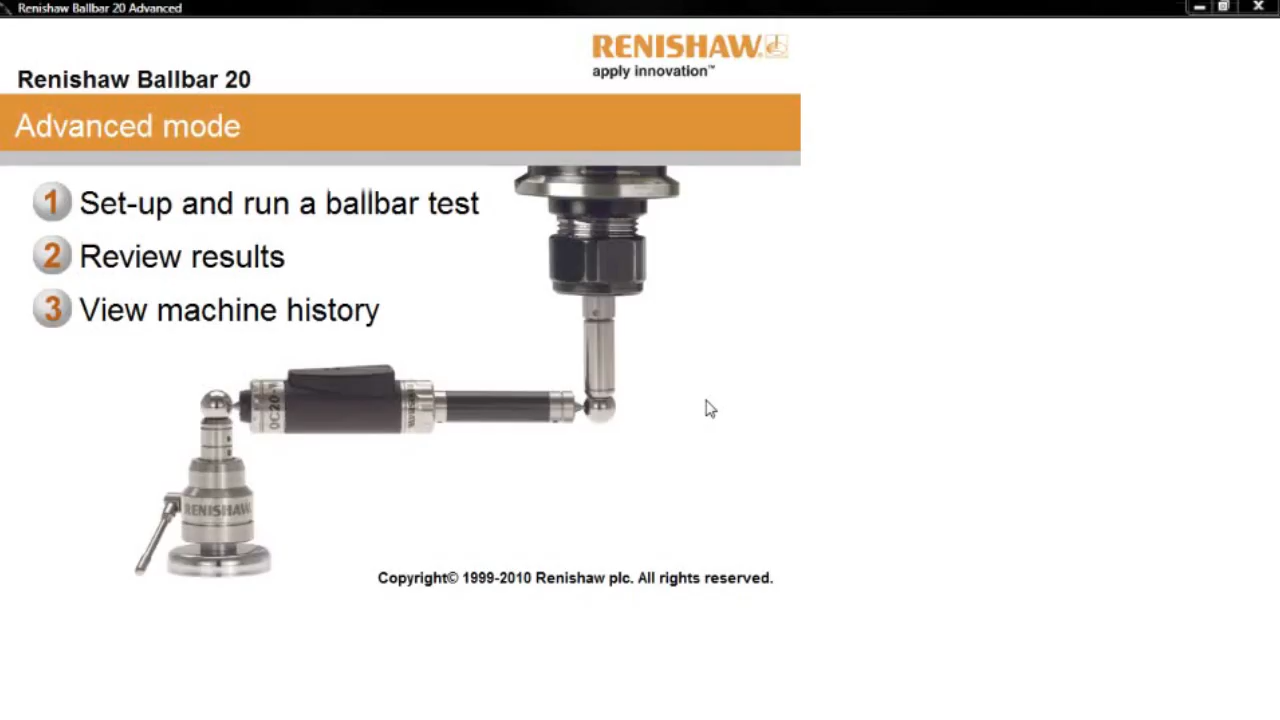 Renishaw Ballbar 20 Advanced
RENISHAW
apply innovation™
Renishaw Ballbar 20
Advanced mode
1 Set-up and run a ballbar test
2 Review results
3 View machine history
RENISHAW
Copyright© 1999-2010 Renishaw plc. All rights reserved.